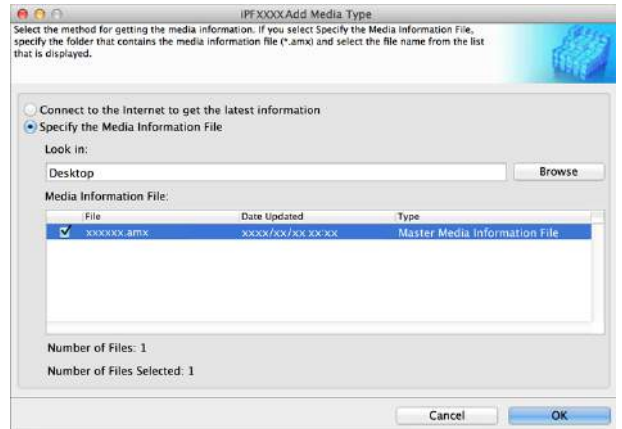 iPFXXXX Add Media Type
Select the method for getting the media information. If you select Specify the Media Information File,
specify the folder that contains the media information file (*.amx) and select the file name from the list
that is displayed.
Connect to the Internet to get the latest information
Specify the Media Information File
Look in:
Desktop Browse
Media Information File:
File Date Updated Type
xxxxxx.amx xxxx/xx/xx xx:xx Master Media Information File
Number of Files: 1
Number of Files Selected: 1
Cancel OK